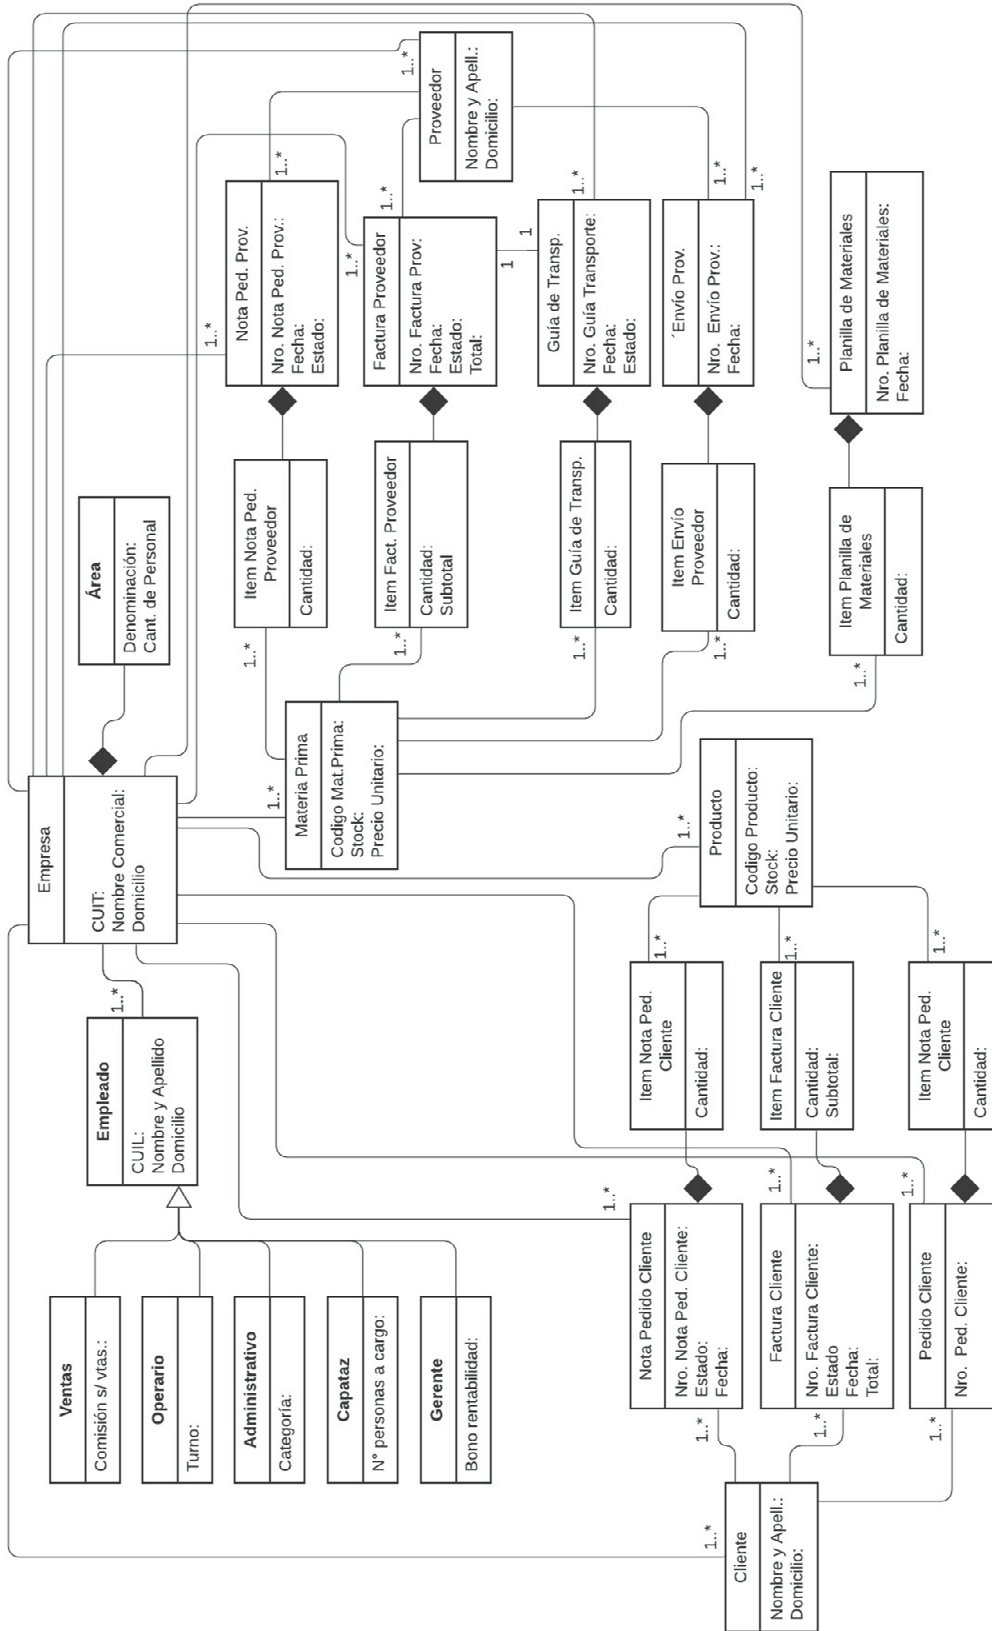 Empresa
CUIT:
Nombre Comercial:
Domicilio
Área
Denominación:
Cant. de Personal
Empleado
CUIL:
Nombre y Apellido
Domicilio
1..*
Ventas
Comisión s/ vtas.:
Operario
Turno:
Administrativo
Categoría:
Capataz
N° personas a cargo:
Gerente
Bono rentabilidad:
Cliente
Nombre y Apell.:
Domicilio:
1..*
Nota Pedido Cliente
Nro. Nota Ped. Cliente:
Estado:
Fecha:
1..*
1..*
Factura Cliente
Nro. Factura Cliente:
Estado
Fecha:
Total:
1..*
1..*
Pedido Cliente
Nro. Ped. Cliente:
1..*
1..*
Item Nota Ped.
Cliente
Cantidad:
1..*
Item Factura Cliente
Cantidad:
Subtotal:
1..*
Item Nota Ped.
Cliente
Cantidad:
1..*
Producto
Codigo Producto:
Stock:
Precio Unitario:
1..*
Materia Prima
Codigo Mat.Prima:
Stock:
Precio Unitario:
1..*
Item Nota Ped.
Proveedor
Cantidad:
1..*
Item Fact. Proveedor
Cantidad:
Subtotal
1..*
Item Guía de Transp.
Cantidad:
1..*
Item Envío
Proveedor
Cantidad:
1..*
Item Planilla de
Materiales
Cantidad:
1..*
Nota Ped. Prov.
Nro. Nota Ped. Prov.:
Fecha:
Estado:
1..*
1..*
Factura Proveedor
Nro. Factura Prov:
Fecha:
Estado:
Total:
1..*
1..*
1
1
Guía de Transp.
Nro. Guía Transporte:
Fecha:
Estado:
1..*
´Envío Prov.
Nro. Envío Prov.:
Fecha:
1..*
1..*
Planilla de Materiales
Nro. Planilla de Materiales:
Fecha:
1..*
Proveedor
Nombre y Apell.:
Domicilio:
1..*